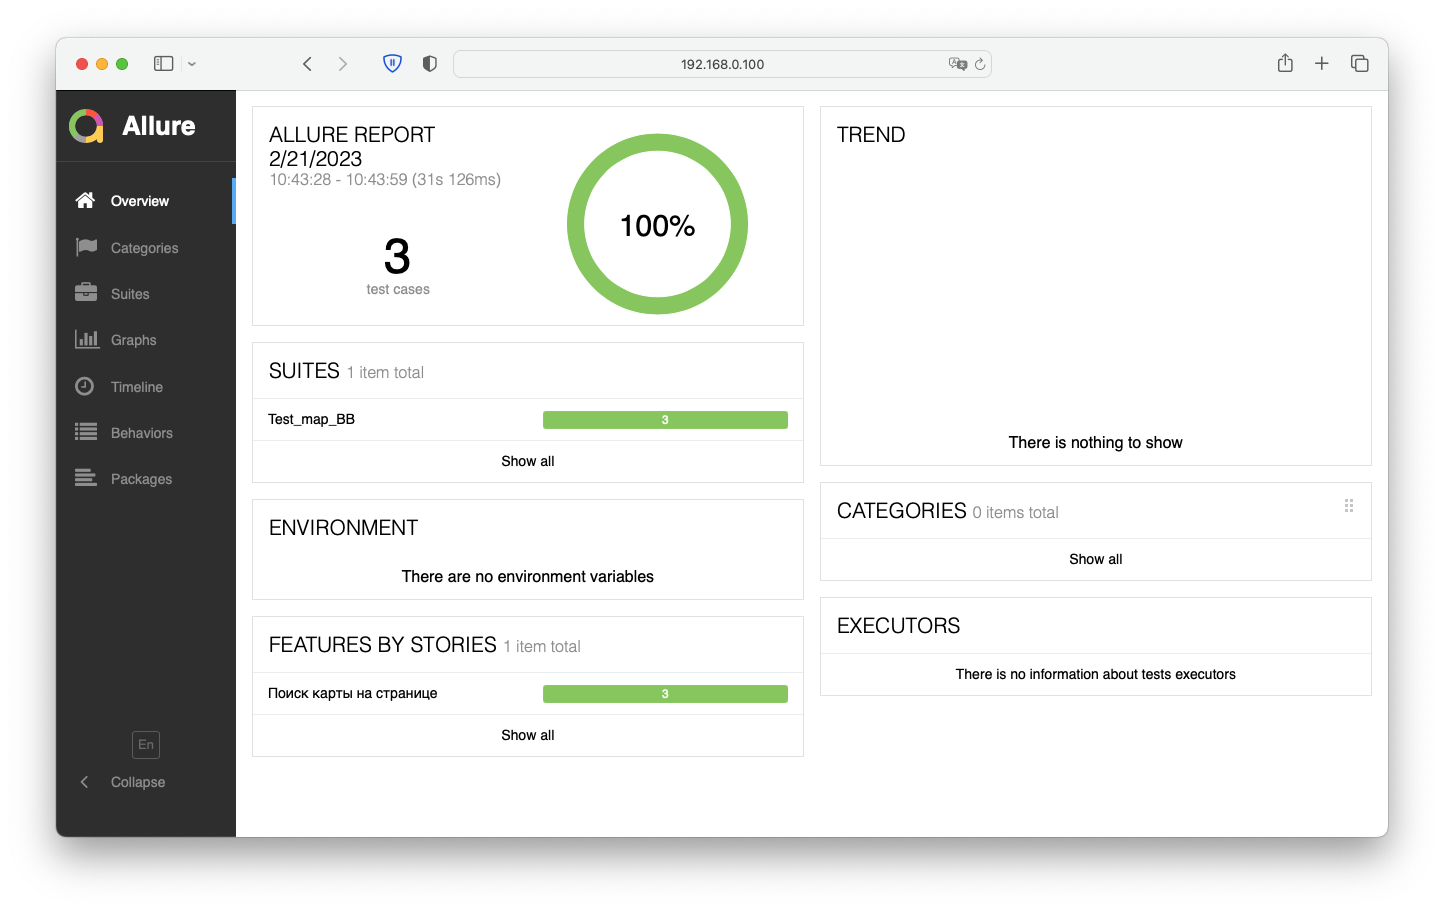 192.168.0.100
Allure
Overview
Categories
Suites
Graphs
Timeline
Behaviors
Packages
En
Collapse
ALLURE REPORT
2/21/2023
10:43:28 - 10:43:59 (31s 126ms)
3
test cases
100%
SUITES 1 item total
Test_map_BB 3
Show all
ENVIRONMENT
There are no environment variables
FEATURES BY STORIES 1 item total
Поиск карты на странице 3
Show all
TREND
There is nothing to show
CATEGORIES 0 items total
Show all
EXECUTORS
There is no information about tests executors